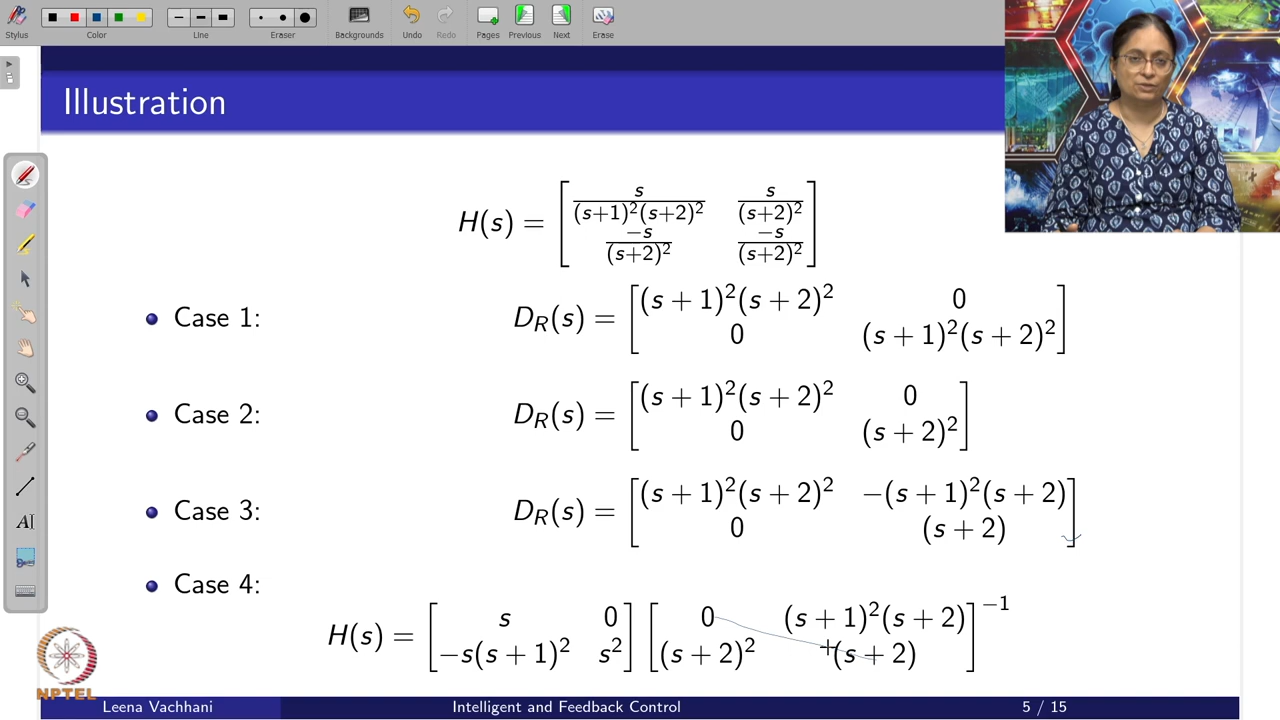 Stylus Color Line Eraser Backgrounds Undo Redo Pages Previous Next Erase
Illustration
H(s) = [ s/((s+1)²(s+2)²) s/(s+2)² ; −s/(s+2)² −s/(s+2)² ]
Case 1: D_R(s) = [ (s + 1)²(s + 2)² 0 ; 0 (s + 1)²(s + 2)² ]
Case 2: D_R(s) = [ (s + 1)²(s + 2)² 0 ; 0 (s + 2)² ]
Case 3: D_R(s) = [ (s + 1)²(s + 2)² −(s + 1)²(s + 2) ; 0 (s + 2) ]
Case 4:
H(s) = [ s 0 ; −s(s + 1)² s² ] [ 0 (s + 1)²(s + 2) ; (s + 2)² +(s + 2) ]⁻¹
NPTEL
Leena Vachhani Intelligent and Feedback Control 5 / 15